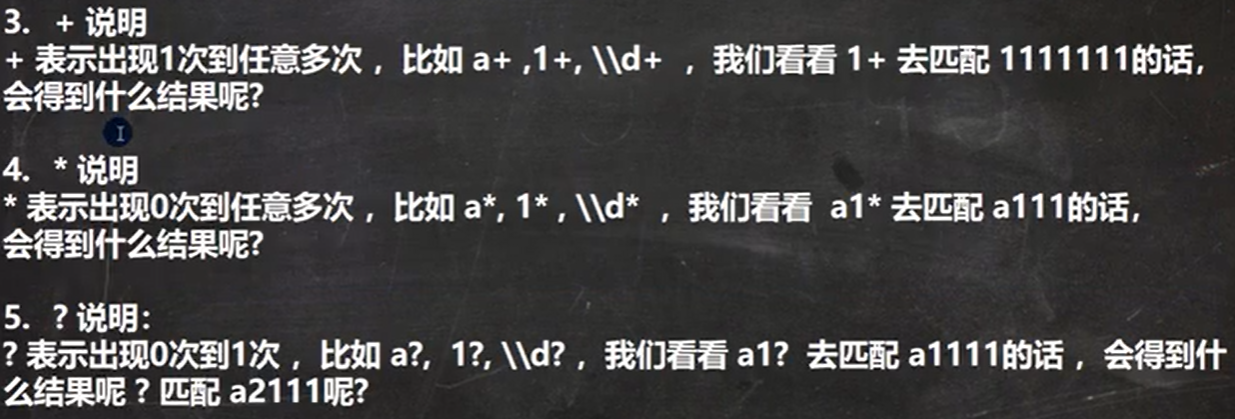 3. + 说明
+ 表示出现1次到任意多次 ，比如 a+ ,1+, \\d+ ，我们看看 1+ 去匹配 1111111的话，
会得到什么结果呢?
4. * 说明
* 表示出现0次到任意多次 ，比如 a*, 1* , \\d* ，我们看看 a1* 去匹配 a111的话，
会得到什么结果呢?
5. ? 说明：
? 表示出现0次到1次 ，比如 a?, 1?, \\d? ，我们看看 a1? 去匹配 a1111的话 ，会得到什
么结果呢 ? 匹配 a2111呢?